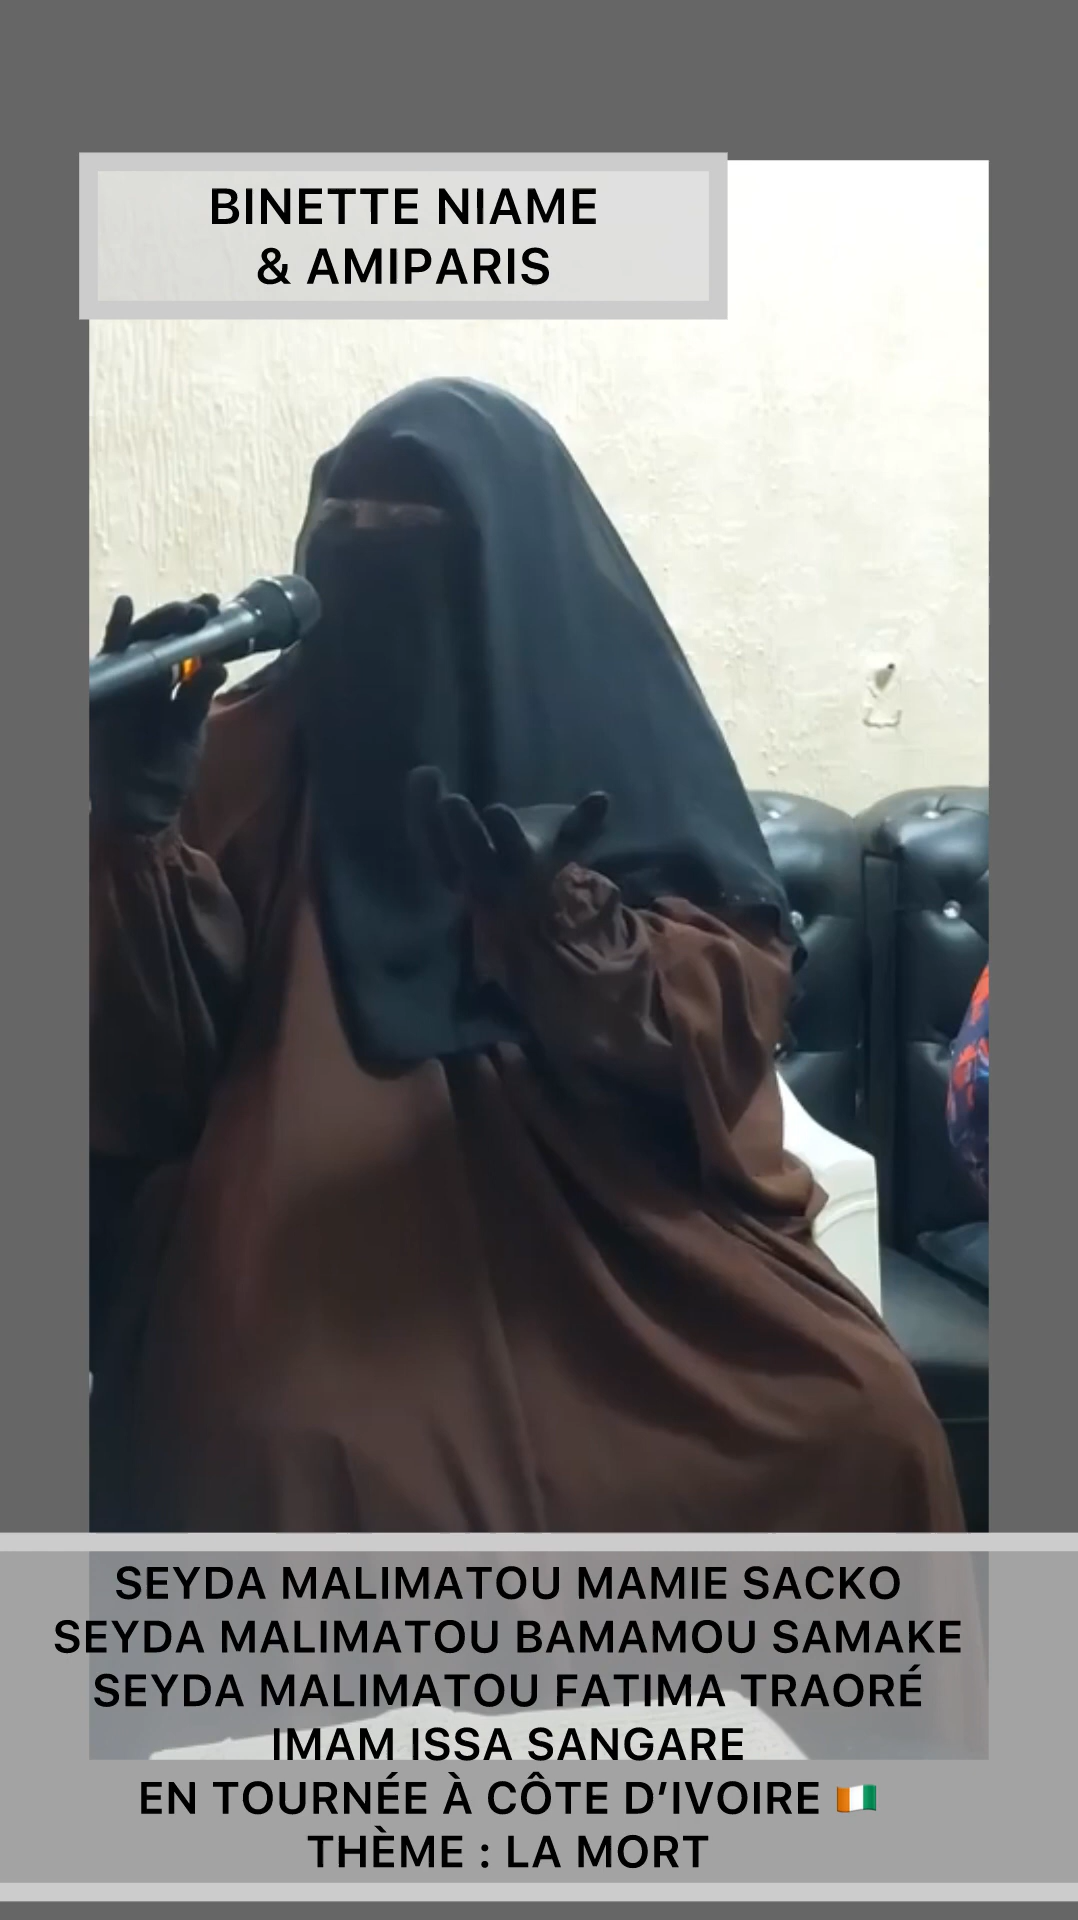 BINETTE NIAME
& AMIPARIS
SEYDA MALIMATOU MAMIE SACKO
SEYDA MALIMATOU BAMAMOU SAMAKE
SEYDA MALIMATOU FATIMA TRAORÉ
IMAM ISSA SANGARE
EN TOURNÉE À CÔTE D’IVOIRE 🇨🇮
THÈME : LA MORT